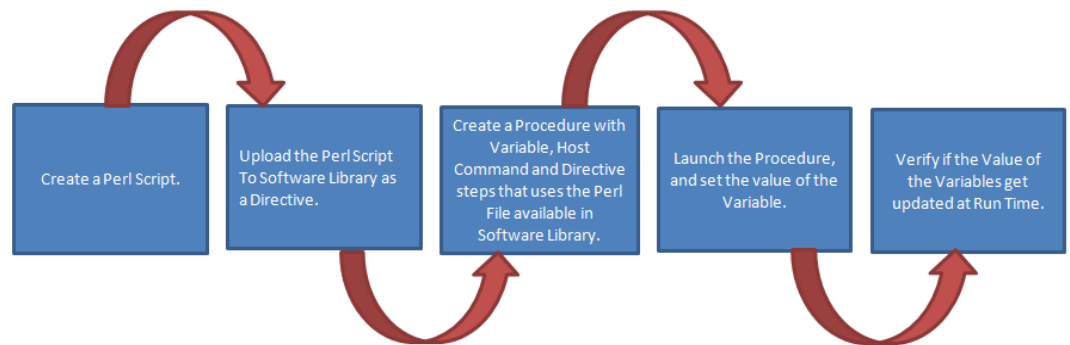 Create a Perl Script.
Upload the Perl Script
To Software Library as
a Directive.
Create a Procedure with
Variable, Host
Command and Directive
steps that uses the Perl
File available in
Software Library.
Launch the Procedure,
and set the value of the
Variable.
Verify if the Value of
the Variables get
updated at Run Time.